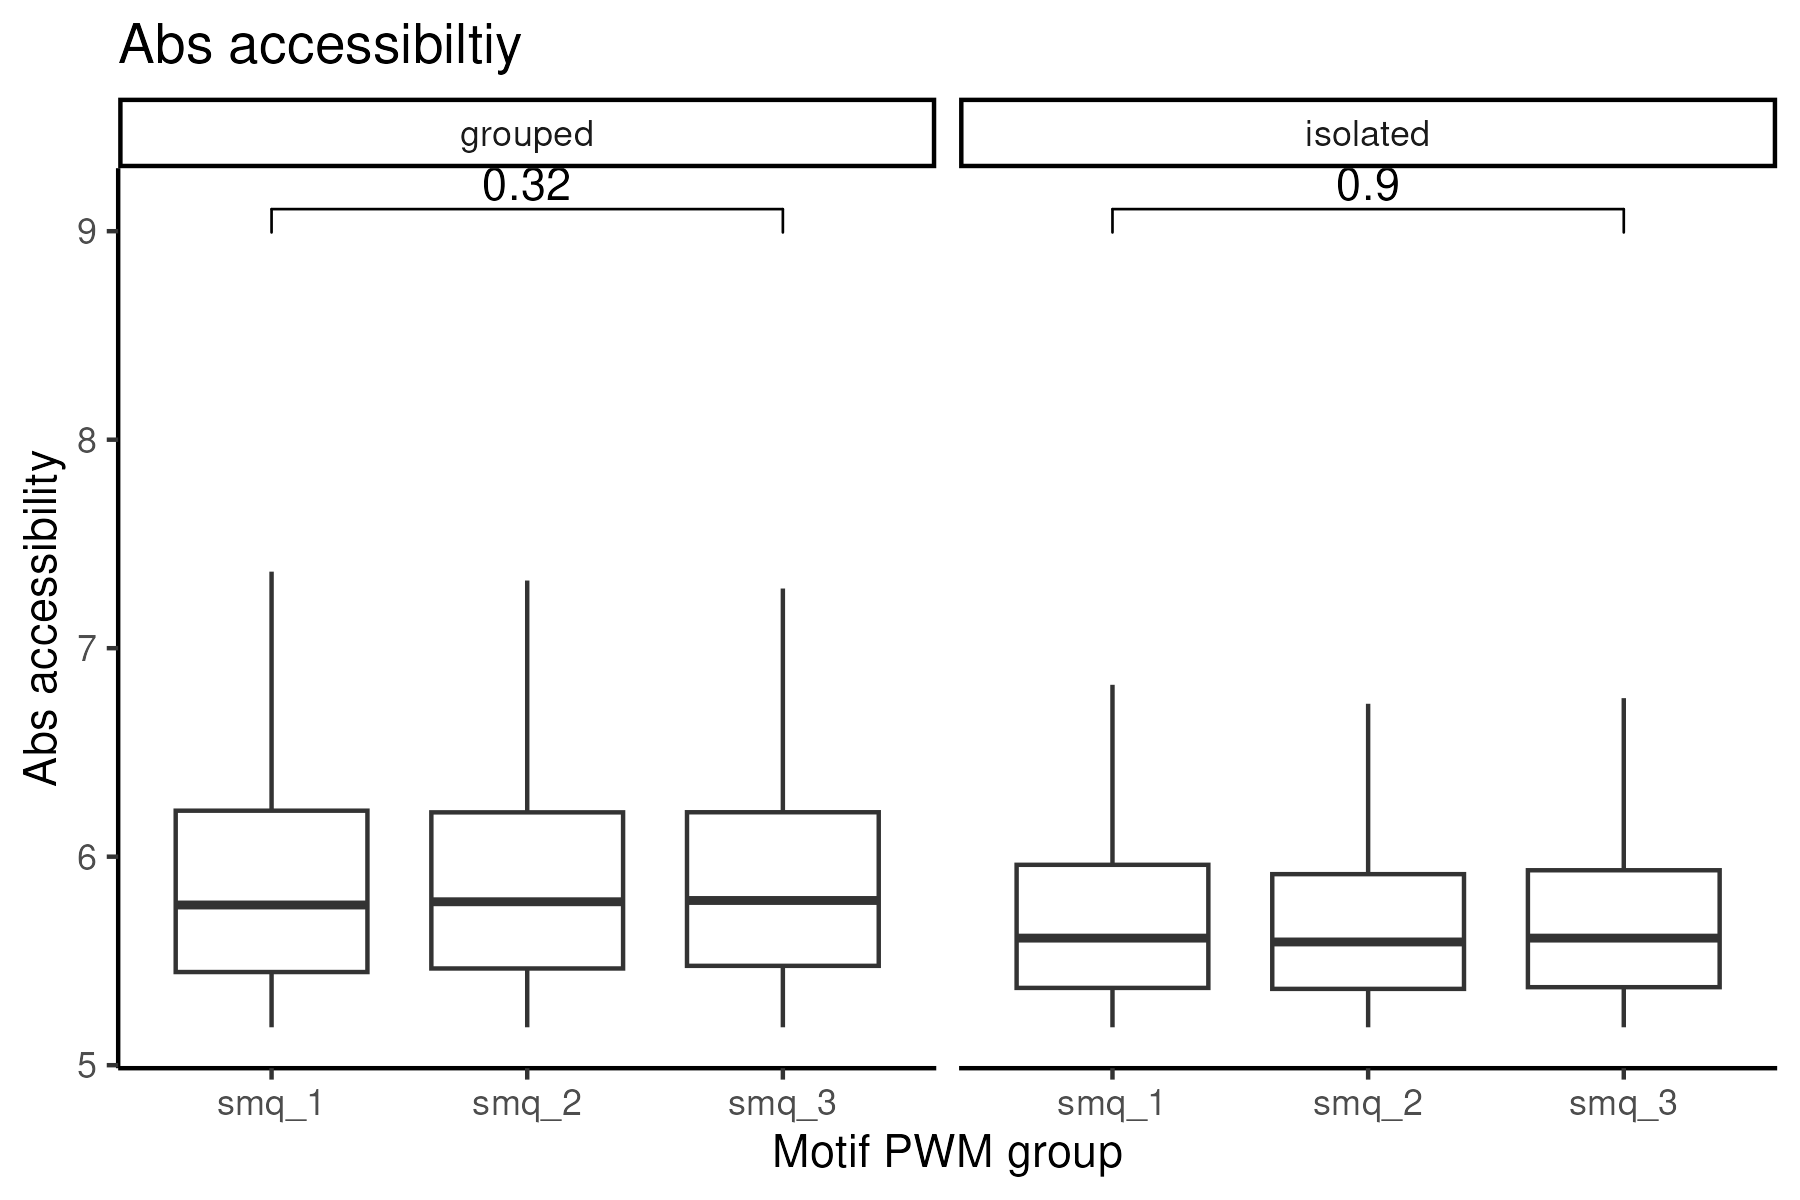 Abs accessibiltiy
grouped
isolated
0.32
0.9
9
8
7
6
5
Abs accessibility
smq_1
smq_2
smq_3
smq_1
smq_2
smq_3
Motif PWM group